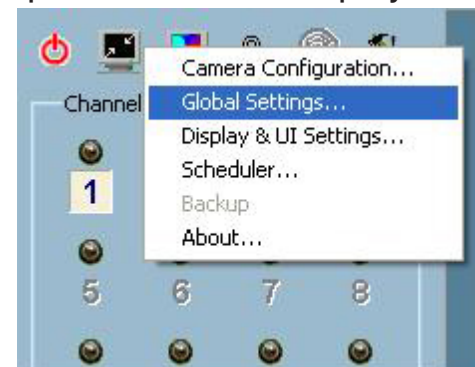 Camera Configuration...
Channel
Global Settings...
Display & UI Settings...
Scheduler...
1
Backup
About...
5 6 7 8